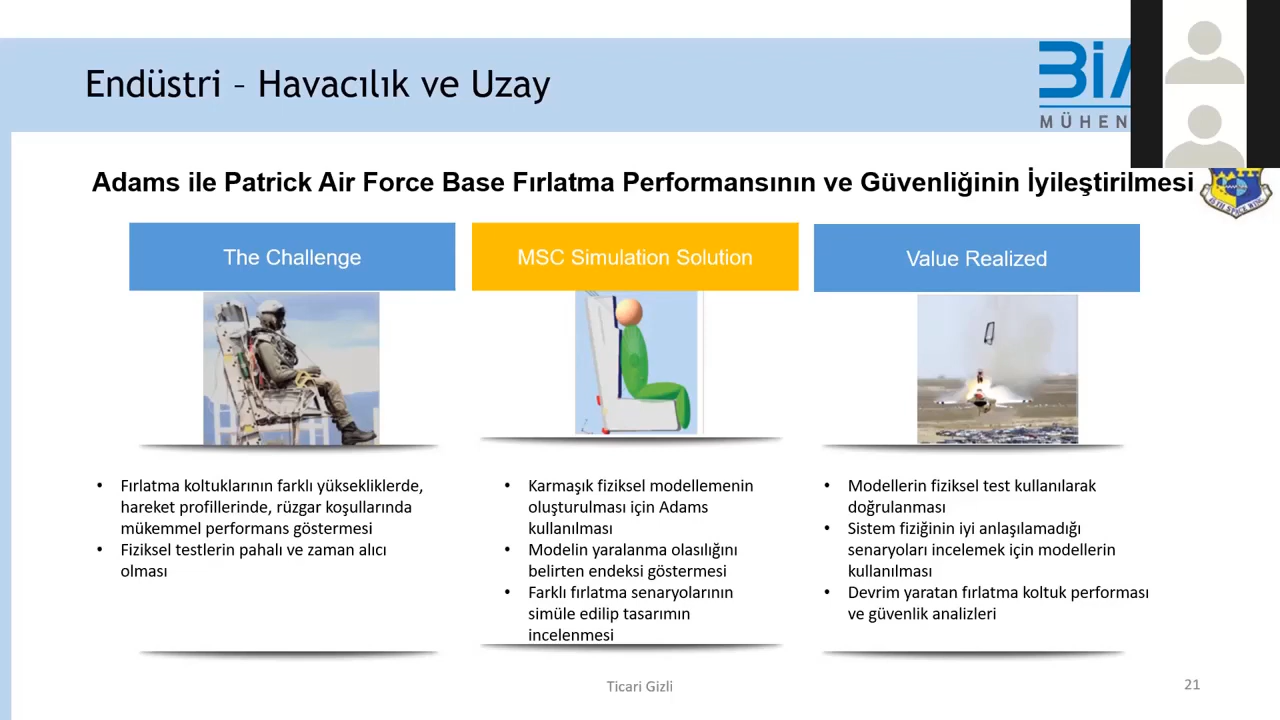 Endüstri – Havacılık ve Uzay
MÜHEN
Adams ile Patrick Air Force Base Fırlatma Performansının ve Güvenliğinin İyileştirilmesi
45TH SPACE WING
The Challenge
MSC Simulation Solution
Value Realized
• Fırlatma koltuklarının farklı yüksekliklerde,
hareket profillerinde, rüzgar koşullarında
mükemmel performans göstermesi
• Fiziksel testlerin pahalı ve zaman alıcı
olması
• Karmaşık fiziksel modellemenin
oluşturulması için Adams
kullanılması
• Modelin yaralanma olasılığını
belirten endeksi göstermesi
• Farklı fırlatma senaryolarının
simüle edilip tasarımın
incelenmesi
• Modellerin fiziksel test kullanılarak
doğrulanması
• Sistem fiziğinin iyi anlaşılamadığı
senaryoları incelemek için modellerin
kullanılması
• Devrim yaratan fırlatma koltuk performası
ve güvenlik analizleri
Ticari Gizli
21